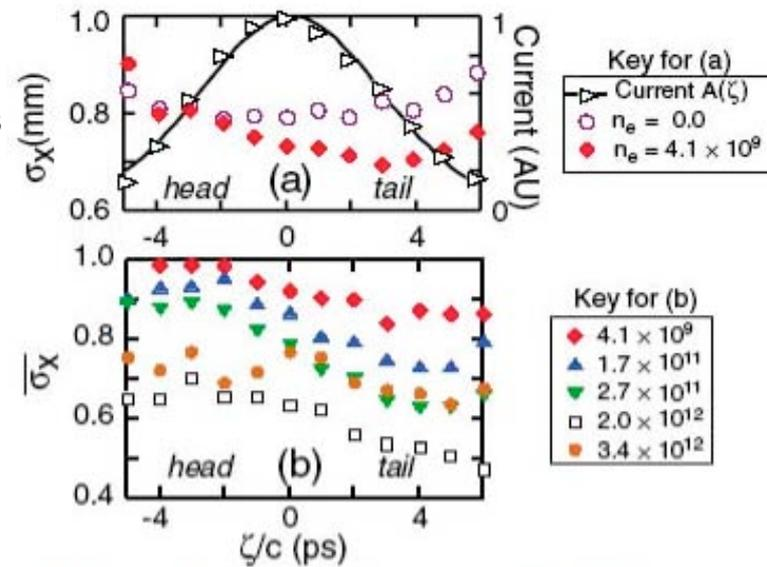 1.0
0.8
0.6
σX(mm)
1
0
Current (AU)
head (a) tail
-4 0 4
Key for (a)
Current A(ζ)
ne = 0.0
ne = 4.1 × 10⁹
1.0
0.8
0.6
0.4
σ̅X̅
head (b) tail
-4 0 4
ζ/c (ps)
Key for (b)
4.1 × 10⁹
1.7 × 10¹¹
2.7 × 10¹¹
2.0 × 10¹²
3.4 × 10¹²